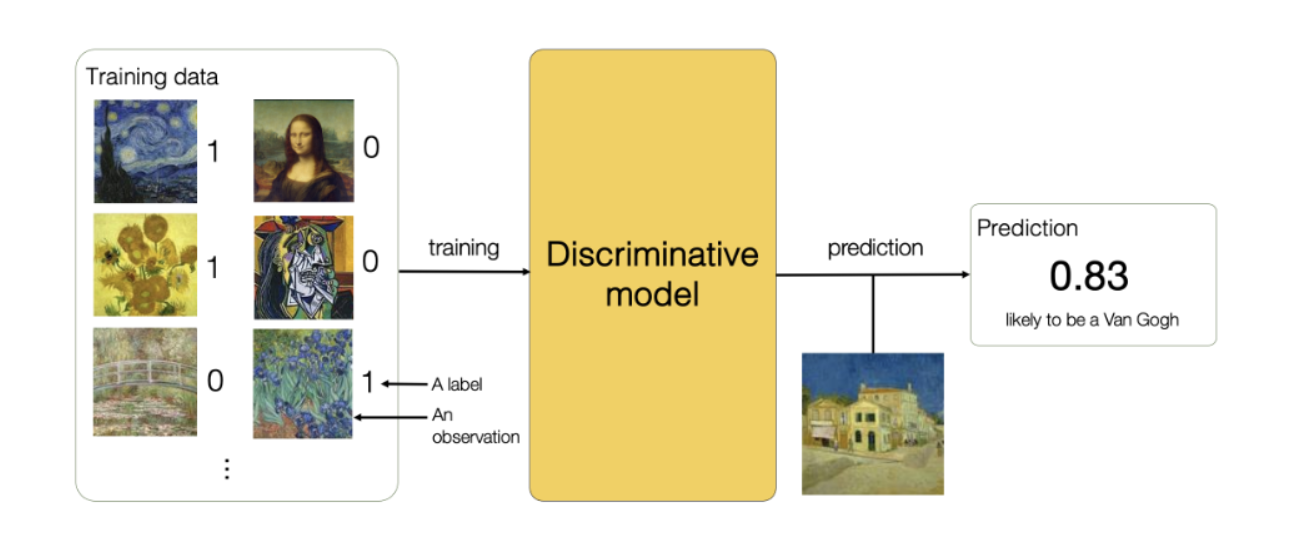 Training data
1
0
1
0
0
1
A label
An
observation
⋮
training
Discriminative
model
prediction
Prediction
0.83
likely to be a Van Gogh